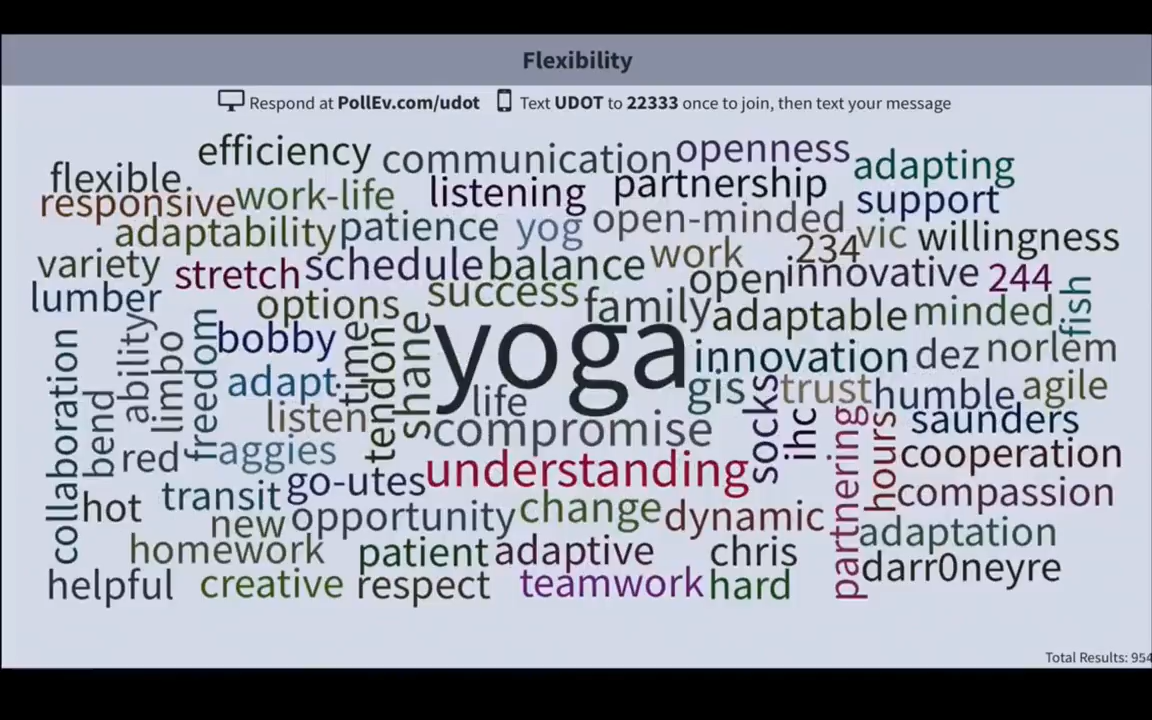 Flexibility
Respond at PollEv.com/udot Text UDOT to 22333 once to join, then text your message
efficiency communication openness adapting
flexible. listening partnership support
responsive work-life open-minded
adaptability patience yog 234 vic willingness
variety stretch schedule balance work open innovative 244
lumber options success family adaptable minded fish
bobby time tendon shane yoga innovation dez norlem
collaboration bend ability limbo freedom adapt. life gis socks trust humble agile
listen compromise ihc saunders
red aggies understanding partnering hours cooperation
hot transit go-utes compassion
new opportunity change dynamic adaptation
homework patient adaptive chris darr0neyre
helpful creative respect teamwork hard
Total Results: 954